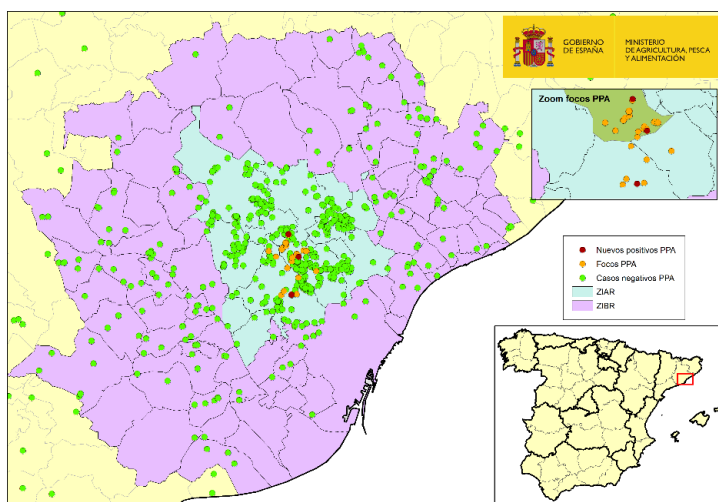 GOBIERNO
DE ESPAÑA
MINISTERIO
DE AGRICULTURA, PESCA
Y ALIMENTACIÓN
Zoom focos PPA
Nuevos positivos PPA
Focos PPA
Casos negativos PPA
ZIAR
ZIBR